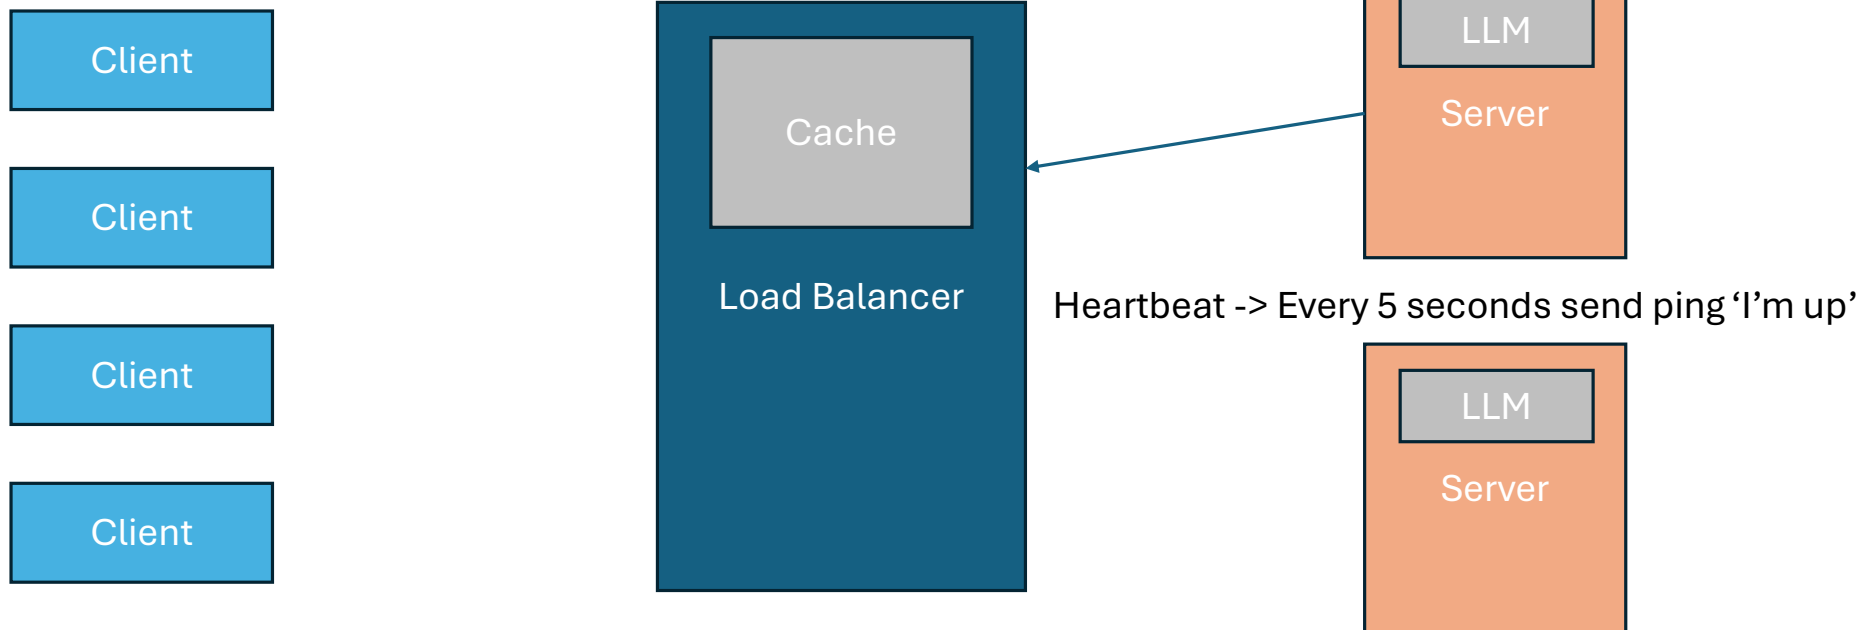 Client
Client
Client
Client
Cache
Load Balancer
LLM
Server
Heartbeat -> Every 5 seconds send ping ‘I’m up’
LLM
Server